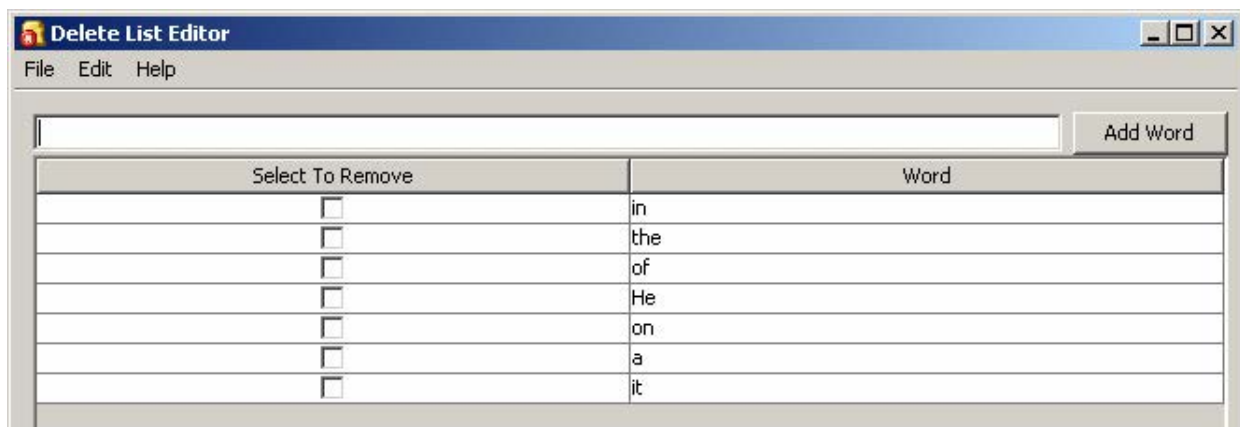 Delete List Editor
File Edit Help
Add Word
Select To Remove Word
in
the
of
He
on
a
it